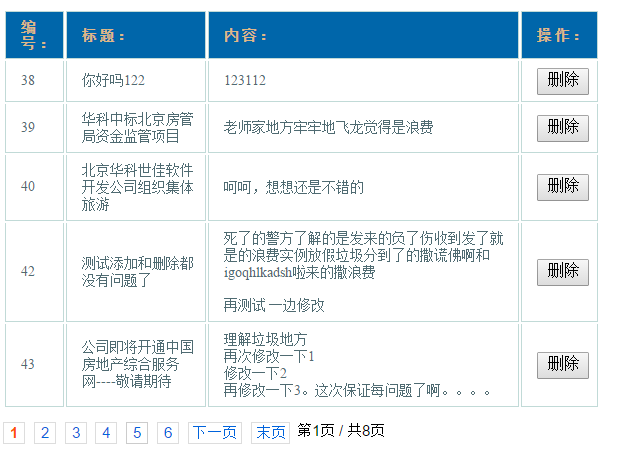 编号： 标题： 内容： 操作：
38 你好吗122 123112 删除
39 华科中标北京房管局资金监管项目 老师家地方牢牢地飞龙觉得是浪费 删除
40 北京华科世佳软件开发公司组织集体旅游 呵呵，想想还是不错的 删除
42 测试添加和删除都没有问题了 死了的警方了解的是发来的负了伤收到发了就
是的浪费实例放假垃圾分到了的撒谎佛啊和
igoqhlkadsh啦来的撒浪费
再测试 一边修改 删除
43 公司即将开通中国房地产综合服务网----敬请期待 理解垃圾地方
再次修改一下1
修改一下2
再修改一下3。这次保证每问题了啊。。。。 删除
1 2 3 4 5 6 下一页 末页 第1页 / 共8页